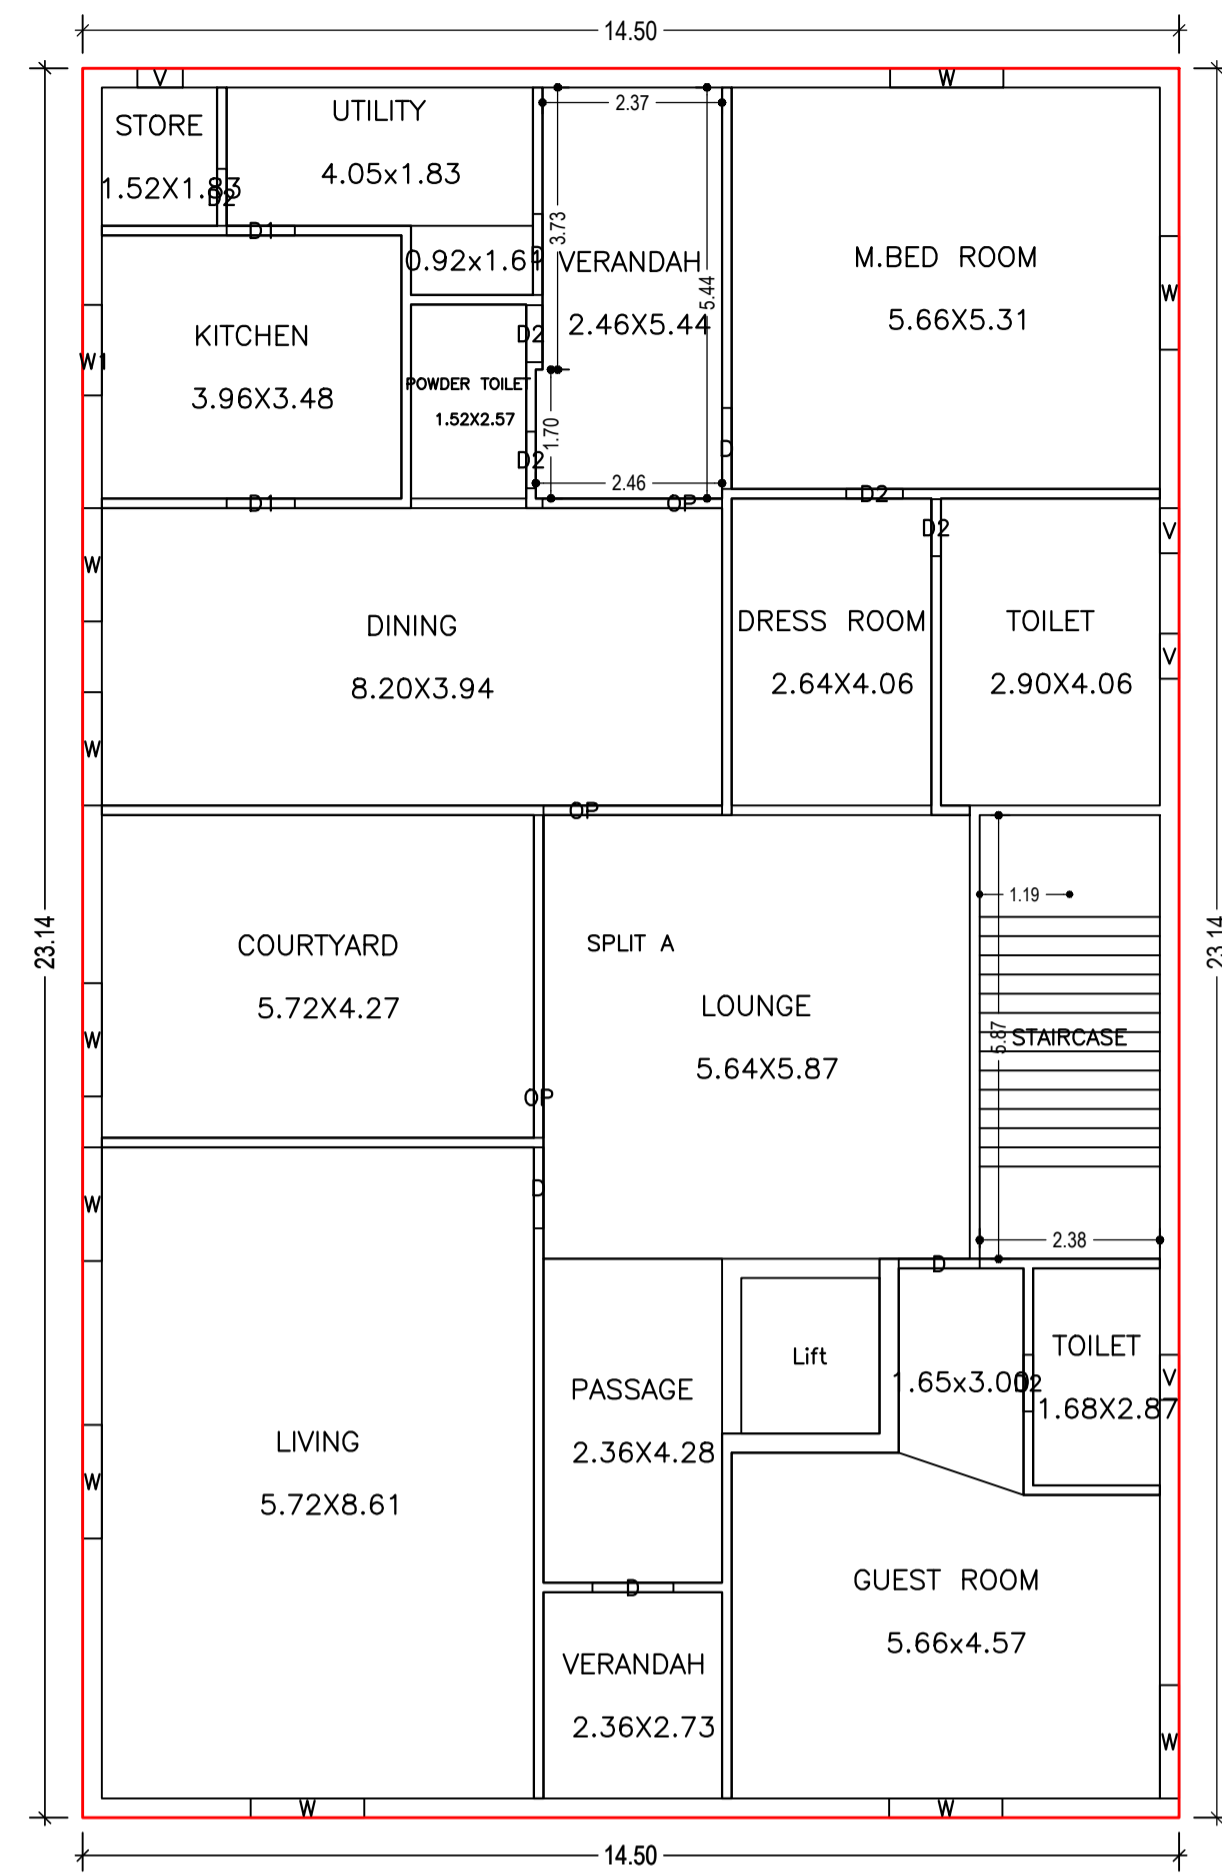 14.50
V
W
STORE
1.52X1.83
D2
UTILITY
4.05x1.83
2.37
3.73
5.44
D1
0.92x1.61
D
VERANDAH
2.46X5.44
M.BED ROOM
5.66X5.31
W
KITCHEN
3.96X3.48
W1
D2
POWDER TOILET
1.52X2.57
1.70
D2
2.46
D
D1
OP
D2
D2
V
W
DINING
8.20X3.94
DRESS ROOM
2.64X4.06
TOILET
2.90X4.06
V
W
OP
23.14
23.14
1.19
COURTYARD
5.72X4.27
W
SPLIT A
LOUNGE
5.64X5.87
5.87
STAIRCASE
OP
W
D
2.38
D
Lift
TOILET
1.68X2.87
1.65x3.00
D2
V
PASSAGE
2.36X4.28
LIVING
5.72X8.61
W
D
GUEST ROOM
5.66x4.57
VERANDAH
2.36X2.73
W
W
W
14.50